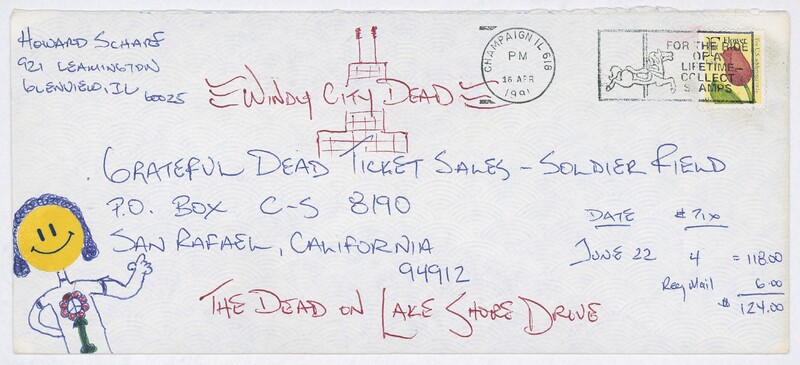 HOWARD SCHARF
921 LEAMINGTON
GLENVIEW, IL 60025
WINDY CITY DEAD
CHAMPAIGN IL 618
PM
16 APR
1991
FOR THE RIDE
OF A
LIFETIME-
COLLECT
STAMPS
Flower
GRATEFUL DEAD TICKET SALES - SOLDIER FIELD
P.O. BOX C-S 8190
SAN RAFAEL, CALIFORNIA
94912
DATE # TIX
JUNE 22 4 = 118.00
Reg Mail 6.00
$ 124.00
THE DEAD ON LAKE SHORE DRIVE